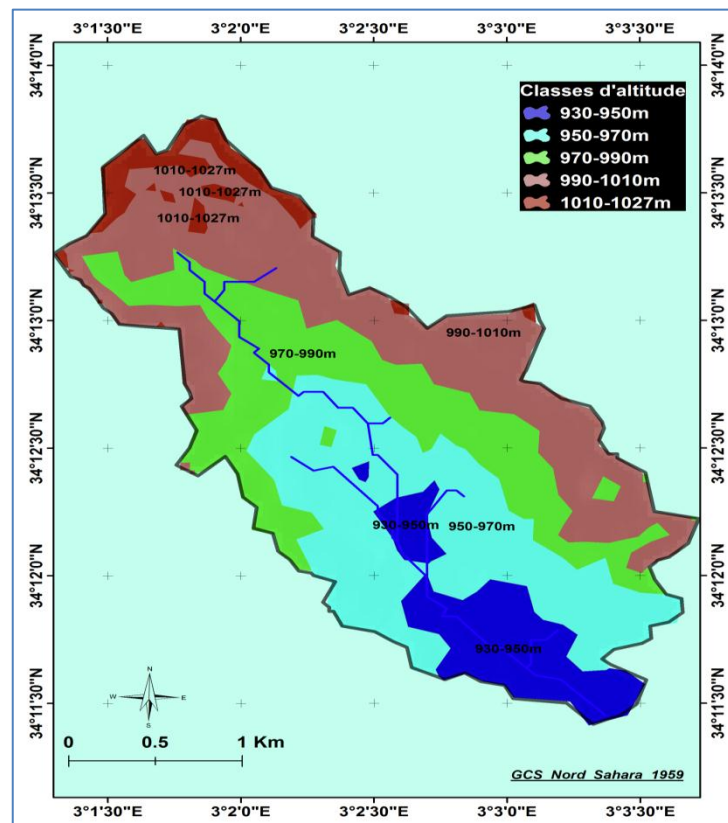 3°1'30"E 3°2'0"E 3°2'30"E 3°3'0"E 3°3'30"E
34°14'0"N 34°14'0"N
Classes d'altitude
930-950m
950-970m
970-990m
990-1010m
1010-1027m
1010-1027m
1010-1027m
1010-1027m
34°13'30"N 34°13'30"N
34°13'0"N 34°13'0"N
990-1010m
970-990m
34°12'30"N 34°12'30"N
930-950m 950-970m
34°12'0"N 34°12'0"N
930-950m
34°11'30"N 34°11'30"N
N
W E
S
0 0.5 1 Km
GCS Nord Sahara 1959
3°1'30"E 3°2'0"E 3°2'30"E 3°3'0"E 3°3'30"E